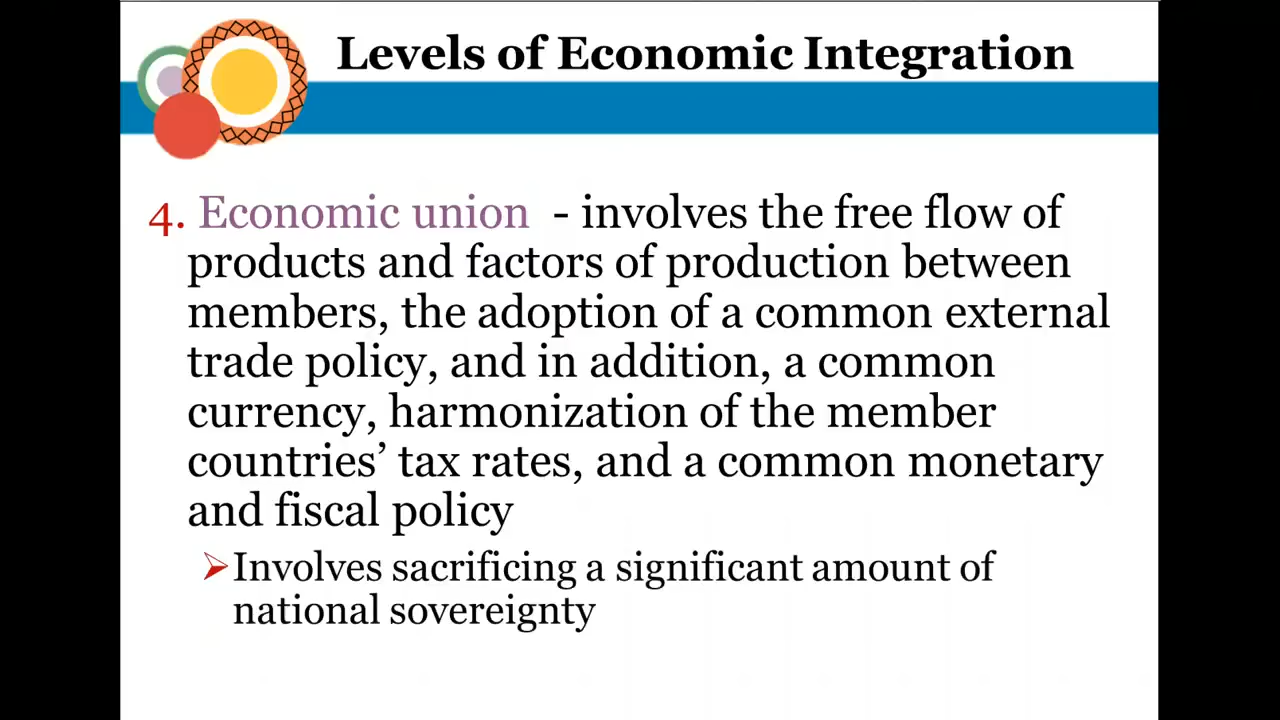 Levels of Economic Integration
4. Economic union - involves the free flow of
products and factors of production between
members, the adoption of a common external
trade policy, and in addition, a common
currency, harmonization of the member
countries’ tax rates, and a common monetary
and fiscal policy
Involves sacrificing a significant amount of
national sovereignty